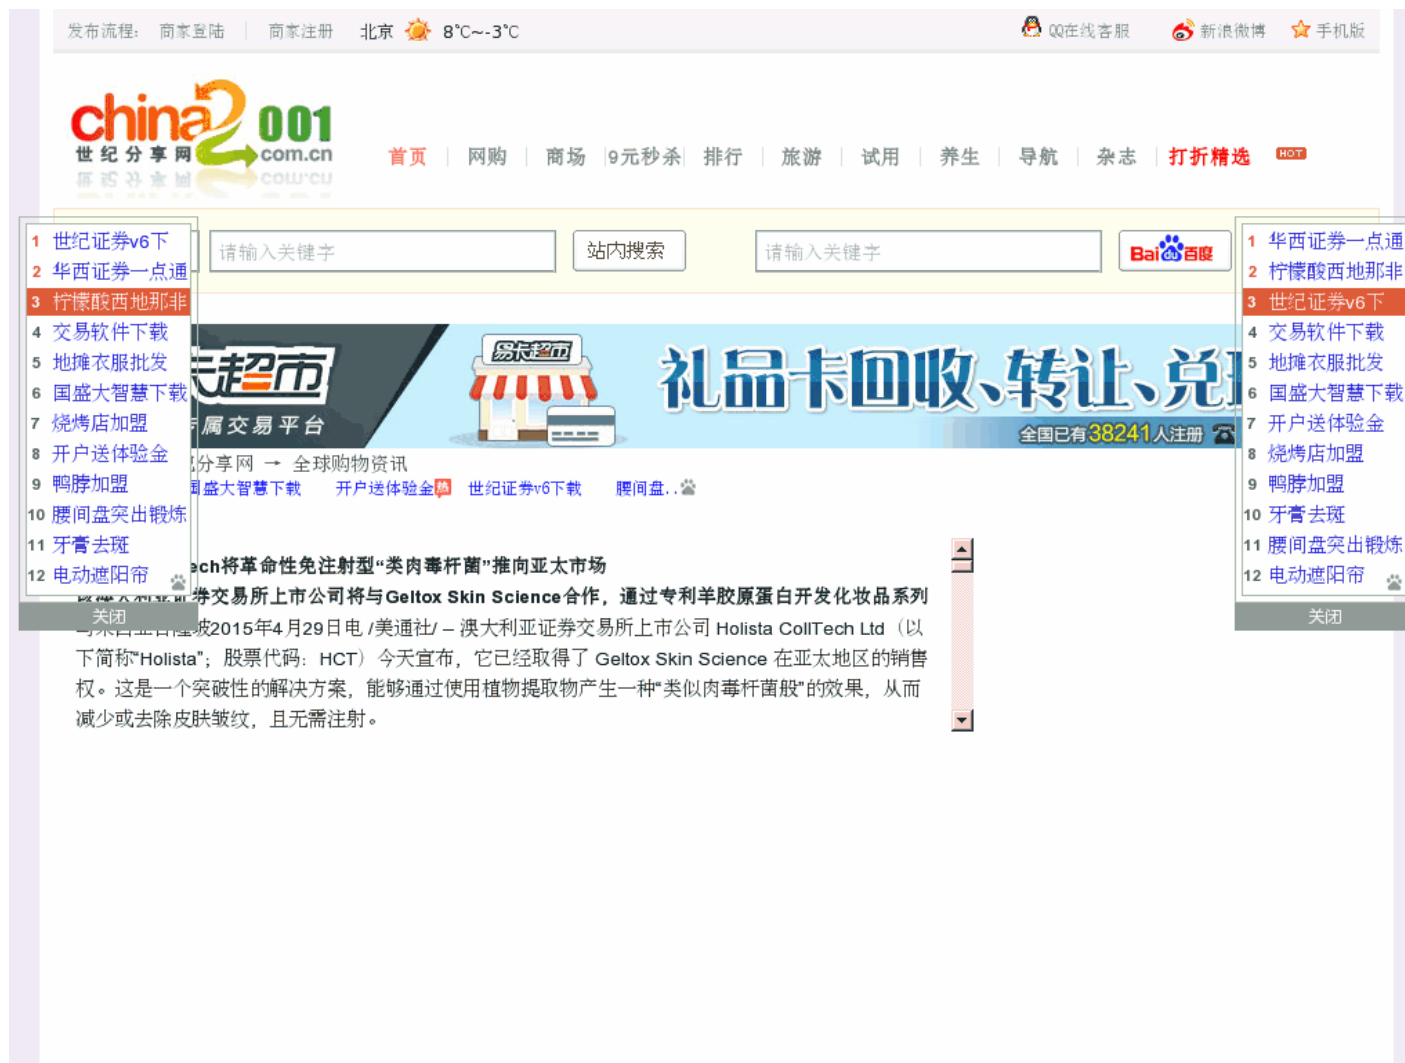 发布流程: 商家登陆 商家注册 北京 8℃~-3℃ QQ在线客服 新浪微博 手机版
china2001
世纪分享网 com.cn
首页 网购 商场 9元秒杀 排行 旅游 试用 养生 导航 杂志 打折精选 HOT
请输入关键字 站内搜索 请输入关键字 Bai百度
1 世纪证券v6下
2 华西证券一点通
3 柠檬酸西地那非
4 交易软件下载
5 地摊衣服批发
6 国盛大智慧下载
7 烧烤店加盟
8 开户送体验金
9 鸭脖加盟
10 腰间盘突出锻炼
11 牙膏去斑
12 电动遮阳帘
关闭
1 华西证券一点通
2 柠檬酸西地那非
3 世纪证券v6下
4 交易软件下载
5 地摊衣服批发
6 国盛大智慧下载
7 开户送体验金
8 烧烤店加盟
9 鸭脖加盟
10 牙膏去斑
11 腰间盘突出锻炼
12 电动遮阳帘
关闭
卡超市 易卡超市 礼品卡回收、转让、兑
属交易平台 全国已有38241人注册
分享网 → 全球购物资讯
国盛大智慧下载 开户送体验金 热 世纪证券v6下载 腰间盘..
ech将革命性免注射型“类肉毒杆菌”推向亚太市场
券交易所上市公司将与Geltox Skin Science合作，通过专利羊胶原蛋白开发化妆品系列
坡2015年4月29日电 /美通社/ – 澳大利亚证券交易所上市公司 Holista CollTech Ltd（以
下简称“Holista”；股票代码：HCT）今天宣布，它已经取得了 Geltox Skin Science 在亚太地区的销售
权。这是一个突破性的解决方案，能够通过使用植物提取物产生一种“类似肉毒杆菌般”的效果，从而
减少或去除皮肤皱纹，且无需注射。